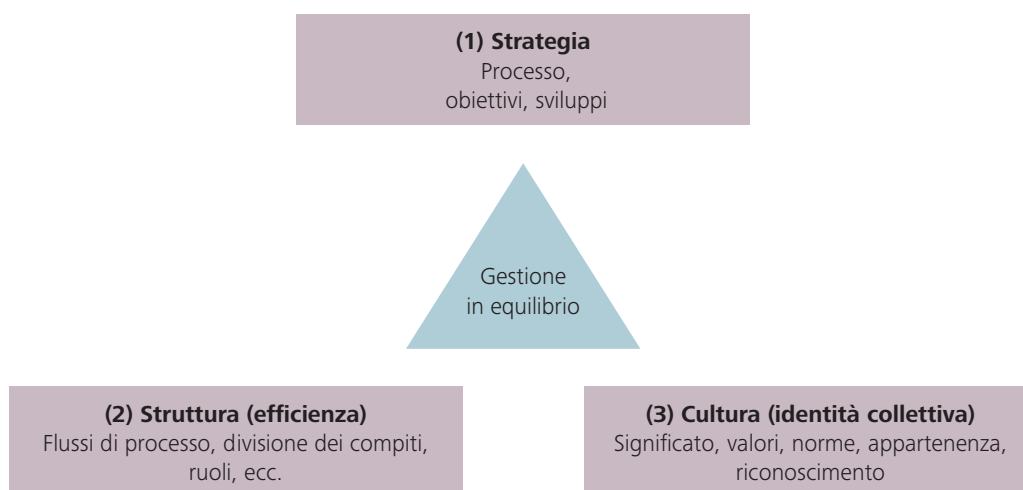 (1) Strategia
Processo,
obiettivi, sviluppi
Gestione
in equilibrio
(2) Struttura (efficienza)
Flussi di processo, divisione dei compiti,
ruoli, ecc.
(3) Cultura (identità collettiva)
Significato, valori, norme, appartenenza,
riconoscimento